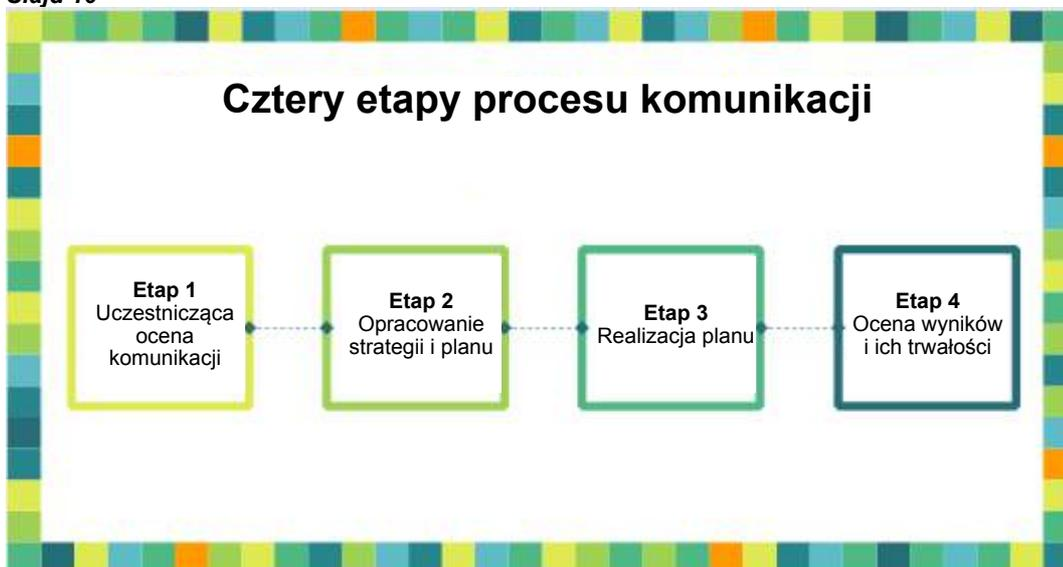 Cztery etapy procesu komunikacji
Etap 1
Uczestnicząca
ocena
komunikacji
Etap 2
Opracowanie
strategii i planu
Etap 3
Realizacja planu
Etap 4
Ocena wyników
i ich trwałości